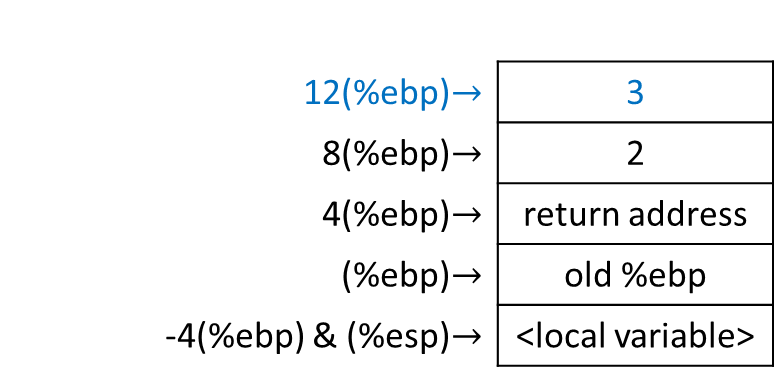 12(%ebp)→ 3
8(%ebp)→ 2
4(%ebp)→ return address
(%ebp)→ old %ebp
-4(%ebp) & (%esp)→ <local variable>